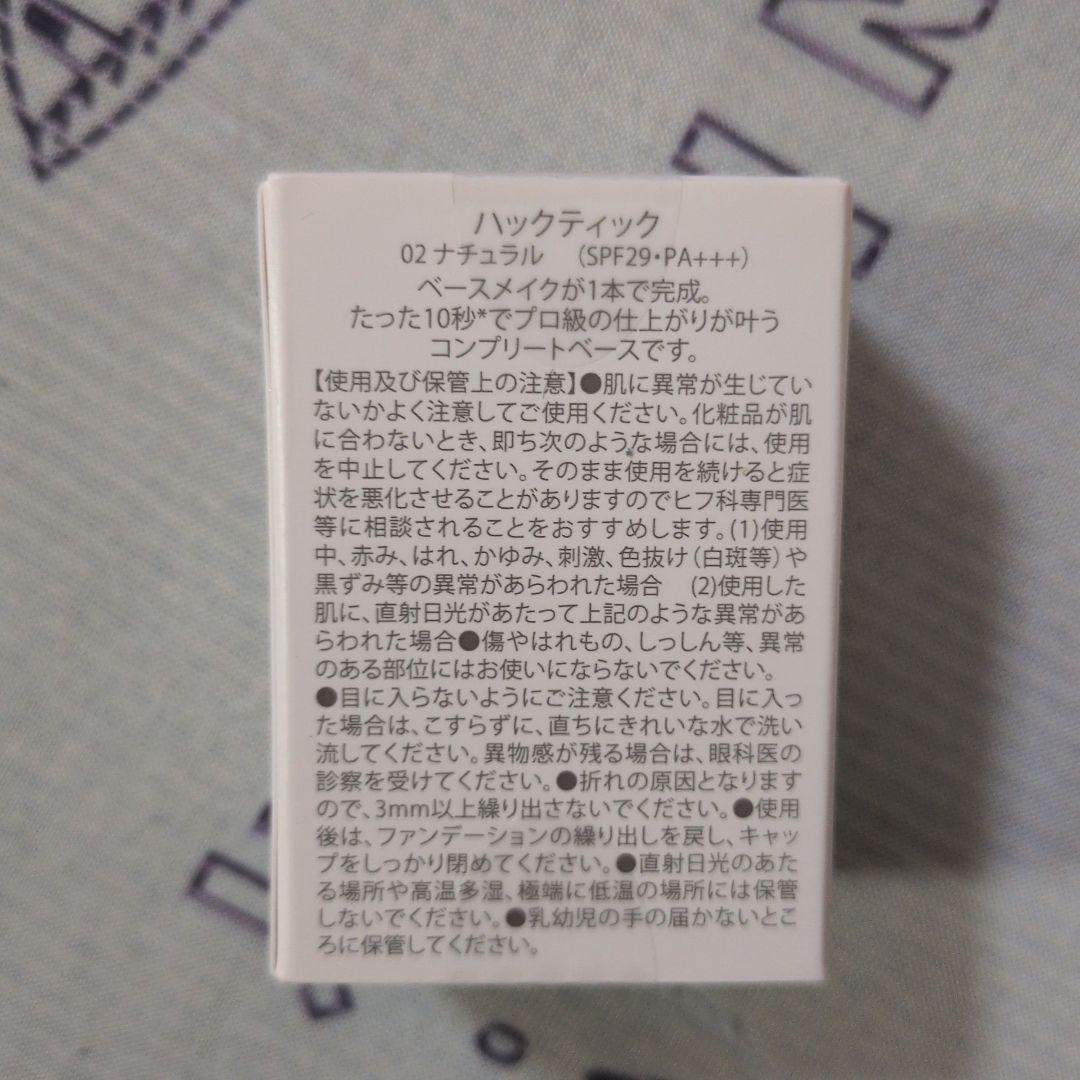 ハックティック
02 ナチュラル （SPF29・PA+++）
ベースメイクが1本で完成。
たった10秒*でプロ級の仕上がりが叶う
コンプリートベースです。
【使用及び保管上の注意】●肌に異常が生じてい
ないかよく注意してご使用ください。化粧品が肌
に合わないとき、即ち次のような場合には、使用
を中止してください。そのまま使用を続けると症
状を悪化させることがありますのでヒフ科専門医
等に相談されることをおすすめします。(1)使用
中、赤み、はれ、かゆみ、刺激、色抜け（白斑等）や
黒ずみ等の異常があらわれた場合 (2)使用した
肌に、直射日光があたって上記のような異常があ
らわれた場合●傷やはれもの、しっしん等、異常
のある部位にはお使いにならないでください。
●目に入らないようにご注意ください。目に入っ
た場合は、こすらずに、直ちにきれいな水で洗い
流してください。異物感が残る場合は、眼科医の
診察を受けてください。●折れの原因となります
ので、3mm以上繰り出さないでください。●使用
後は、ファンデーションの繰り出しを戻し、キャッ
プをしっかり閉めてください。●直射日光のあた
る場所や高温多湿、極端に低温の場所には保管
しないでください。●乳幼児の手の届かないとこ
ろに保管してください。